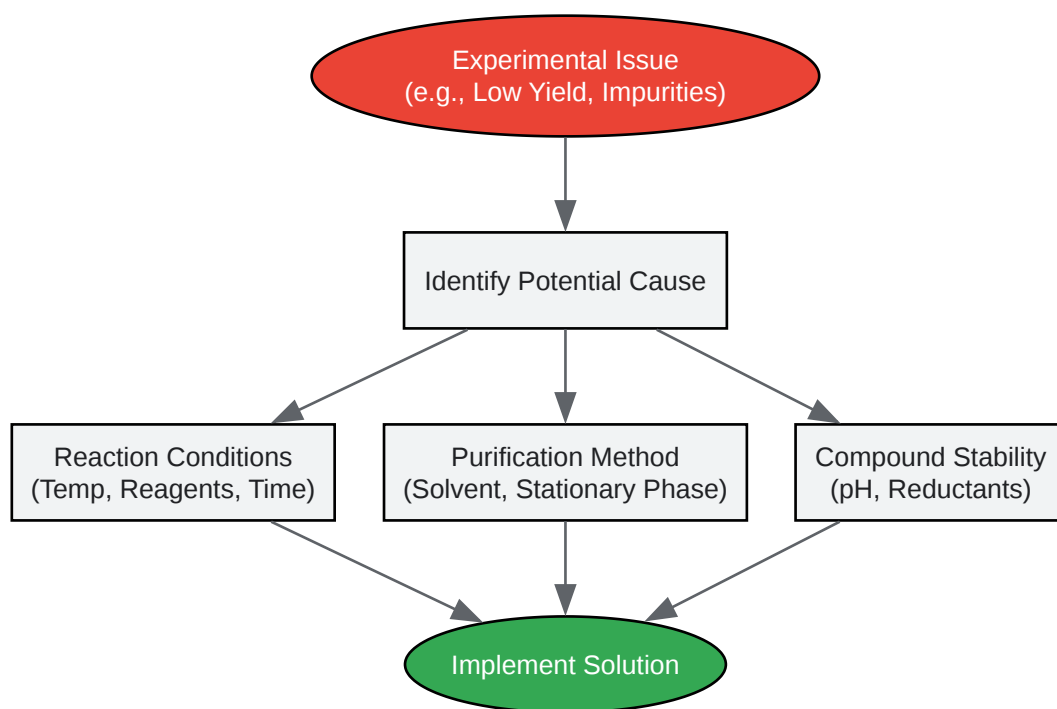 Experimental Issue
(e.g., Low Yield, Impurities)
Identify Potential Cause
Reaction Conditions
(Temp, Reagents, Time)
Purification Method
(Solvent, Stationary Phase)
Compound Stability
(pH, Reductants)
Implement Solution